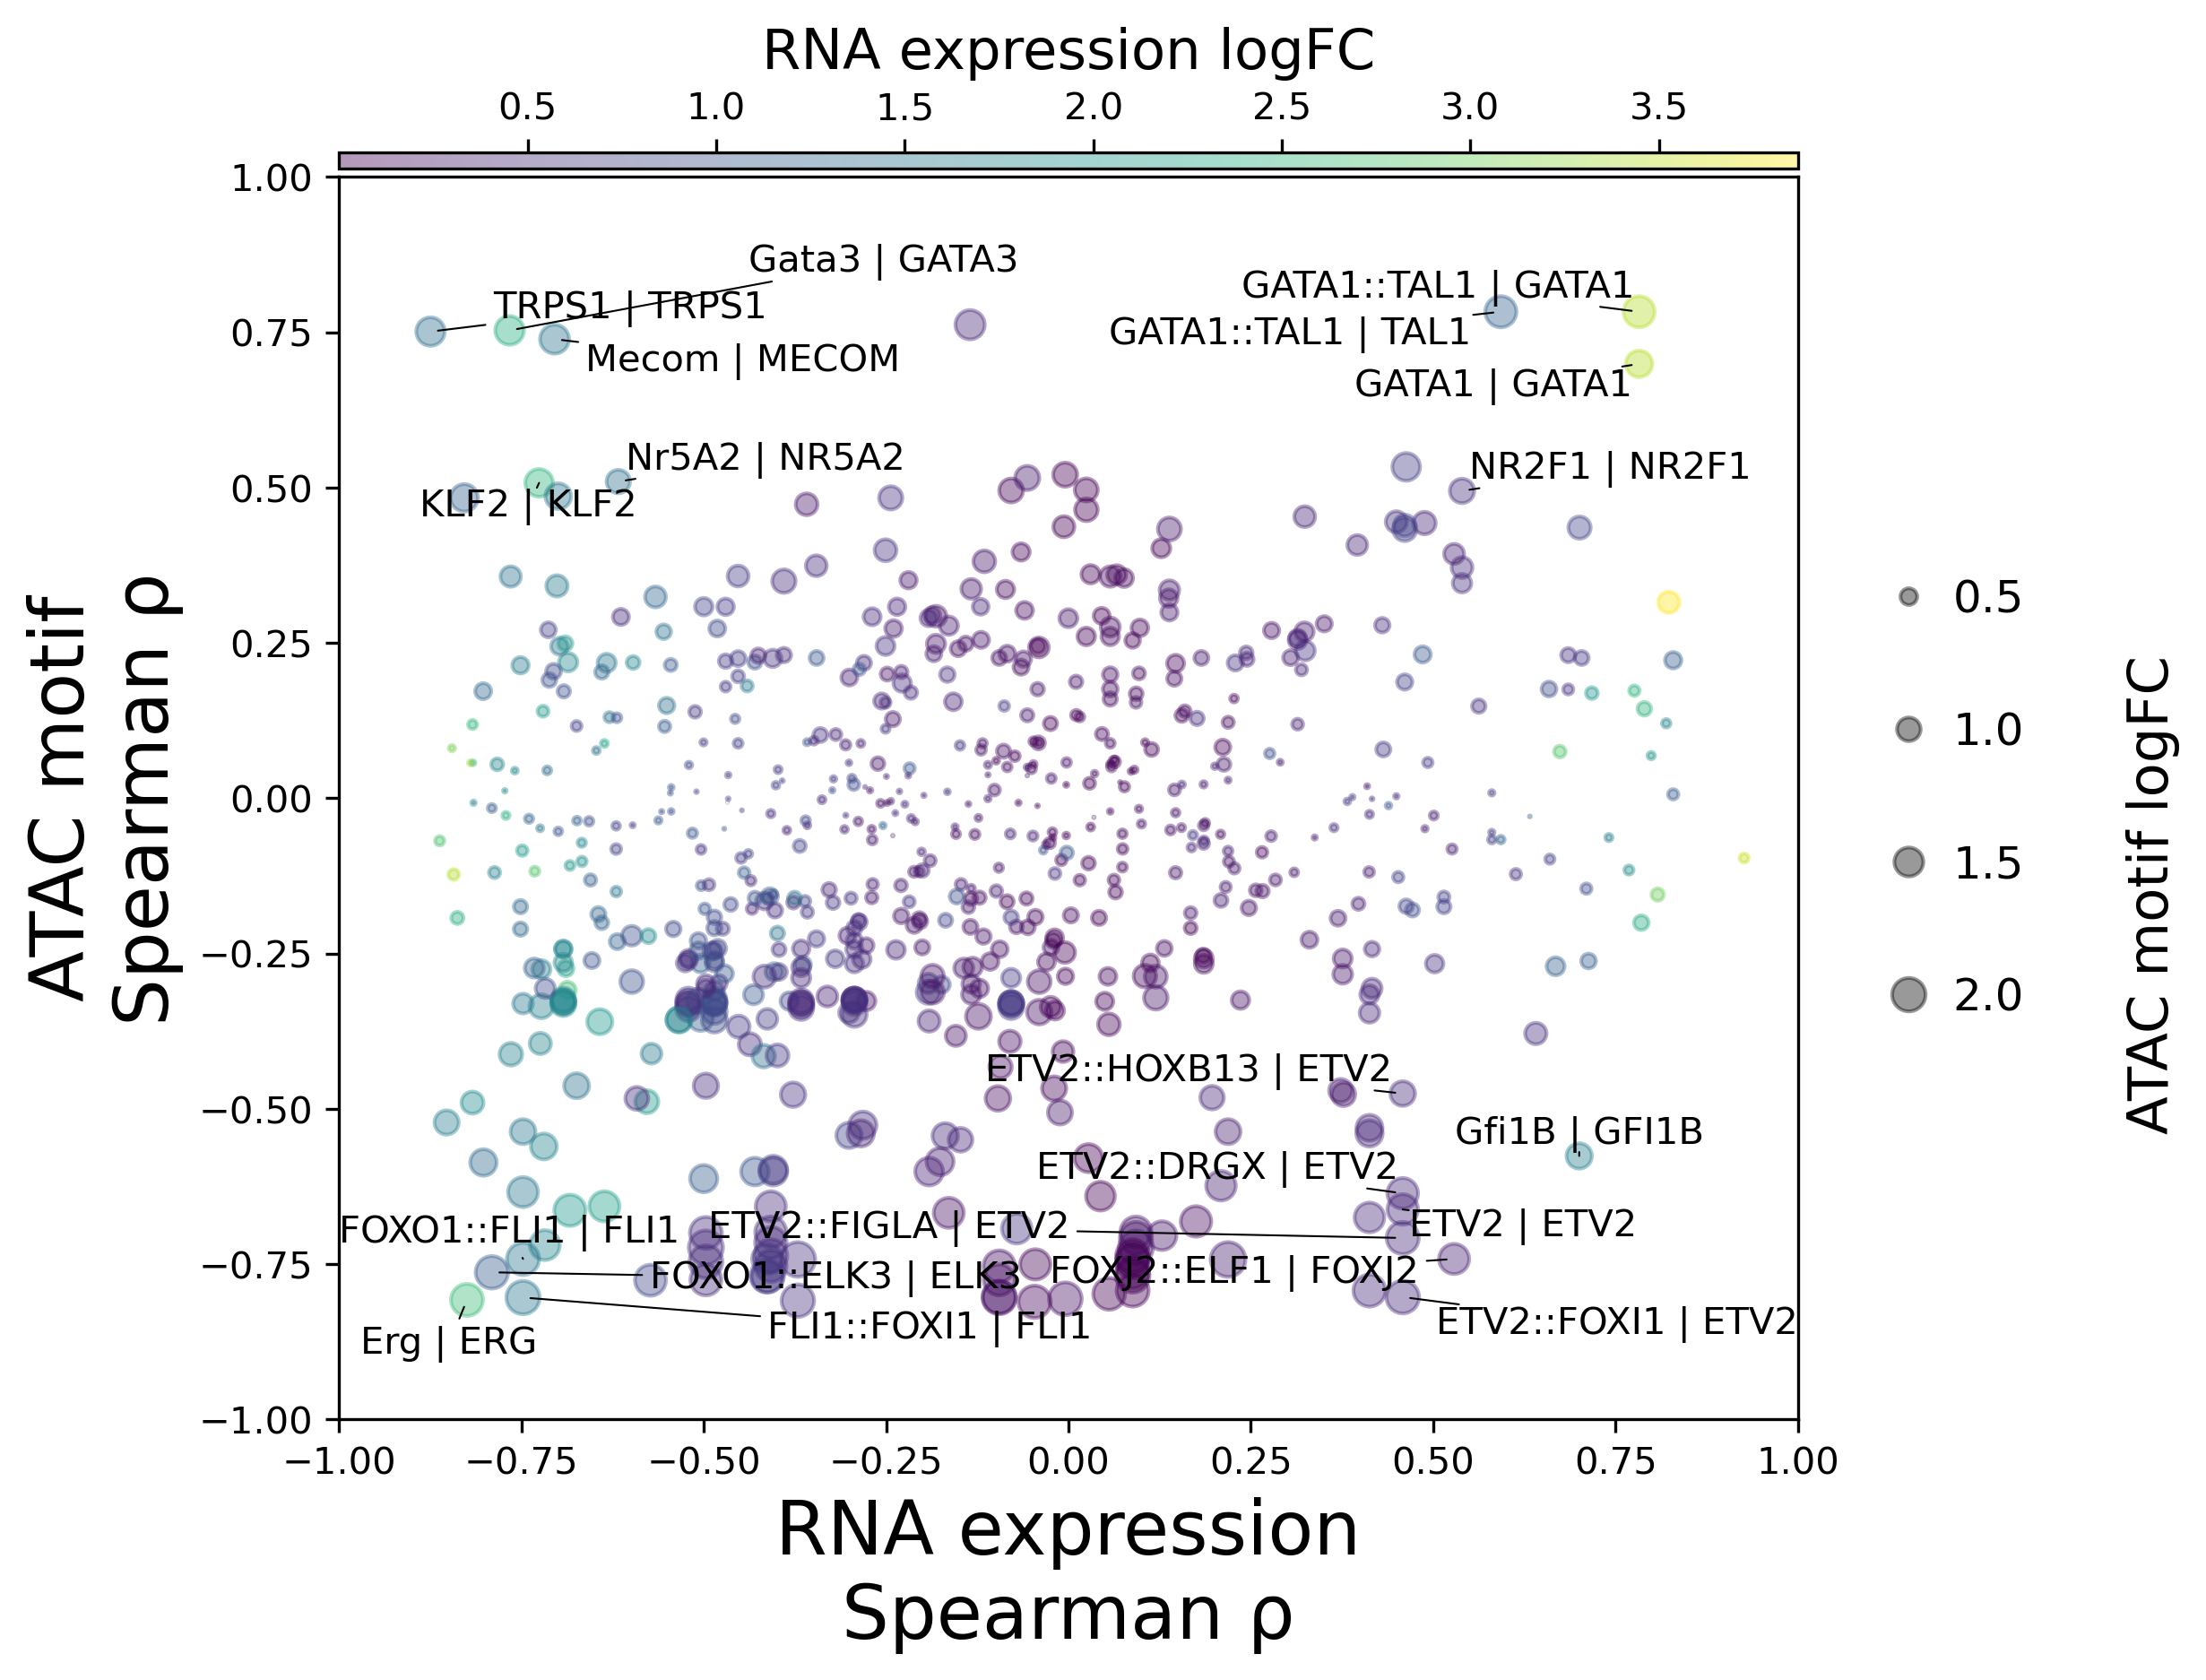 RNA expression logFC
0.5 1.0 1.5 2.0 2.5 3.0 3.5
1.00
0.75
0.50
0.25
0.00
−0.25
−0.50
−0.75
−1.00
ATAC motif
Spearman ρ
Gata3 | GATA3
TRPS1 | TRPS1
Mecom | MECOM
GATA1::TAL1 | GATA1
GATA1::TAL1 | TAL1
GATA1 | GATA1
Nr5A2 | NR5A2
KLF2 | KLF2
NR2F1 | NR2F1
ETV2::HOXB13 | ETV2
Gfi1B | GFI1B
ETV2::DRGX | ETV2
FOXO1::FLI1 | FLI1
ETV2::FIGLA | ETV2
ETV2 | ETV2
FOXO1::ELK3 | ELK3
FOXJ2::ELF1 | FOXJ2
FLI1::FOXI1 | FLI1
ETV2::FOXI1 | ETV2
Erg | ERG
−1.00 −0.75 −0.50 −0.25 0.00 0.25 0.50 0.75 1.00
RNA expression
Spearman ρ
0.5
1.0
1.5
2.0
ATAC motif logFC